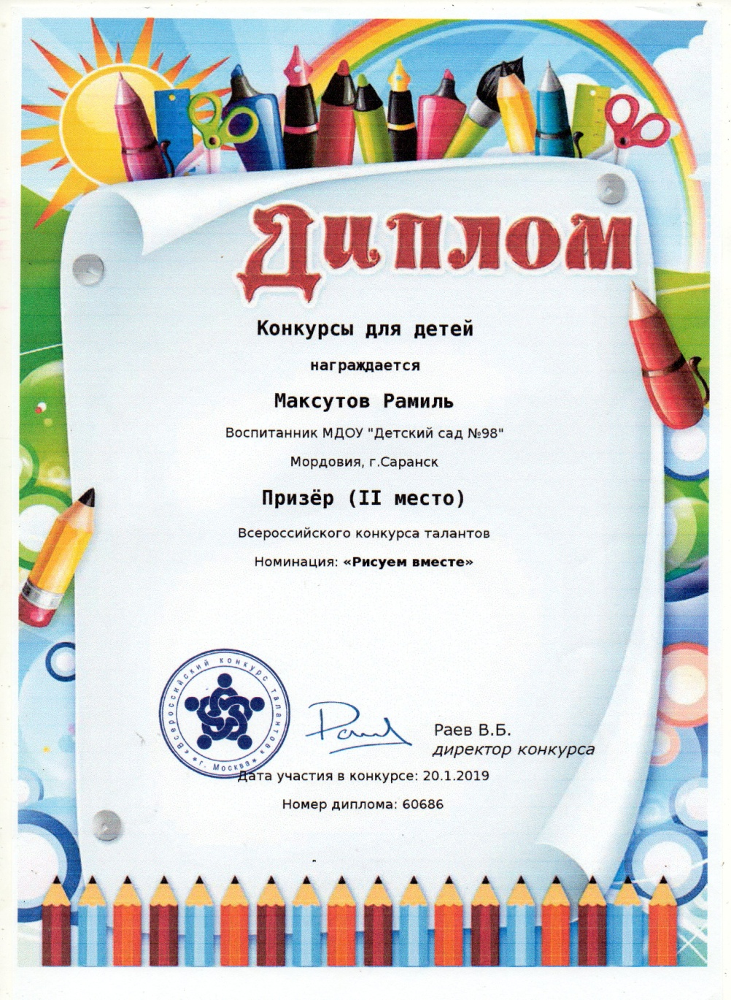 Диплом
Конкурсы для детей
награждается
Максутов Рамиль
Воспитанник МДОУ "Детский сад №98"
Мордовия, г.Саранск
Призёр (II место)
Всероссийского конкурса талантов
Номинация: «Рисуем вместе»
«Всероссийский конкурс талантов»
* г. Москва *
Раев В.Б.
директор конкурса
Дата участия в конкурсе: 20.1.2019
Номер диплома: 60686